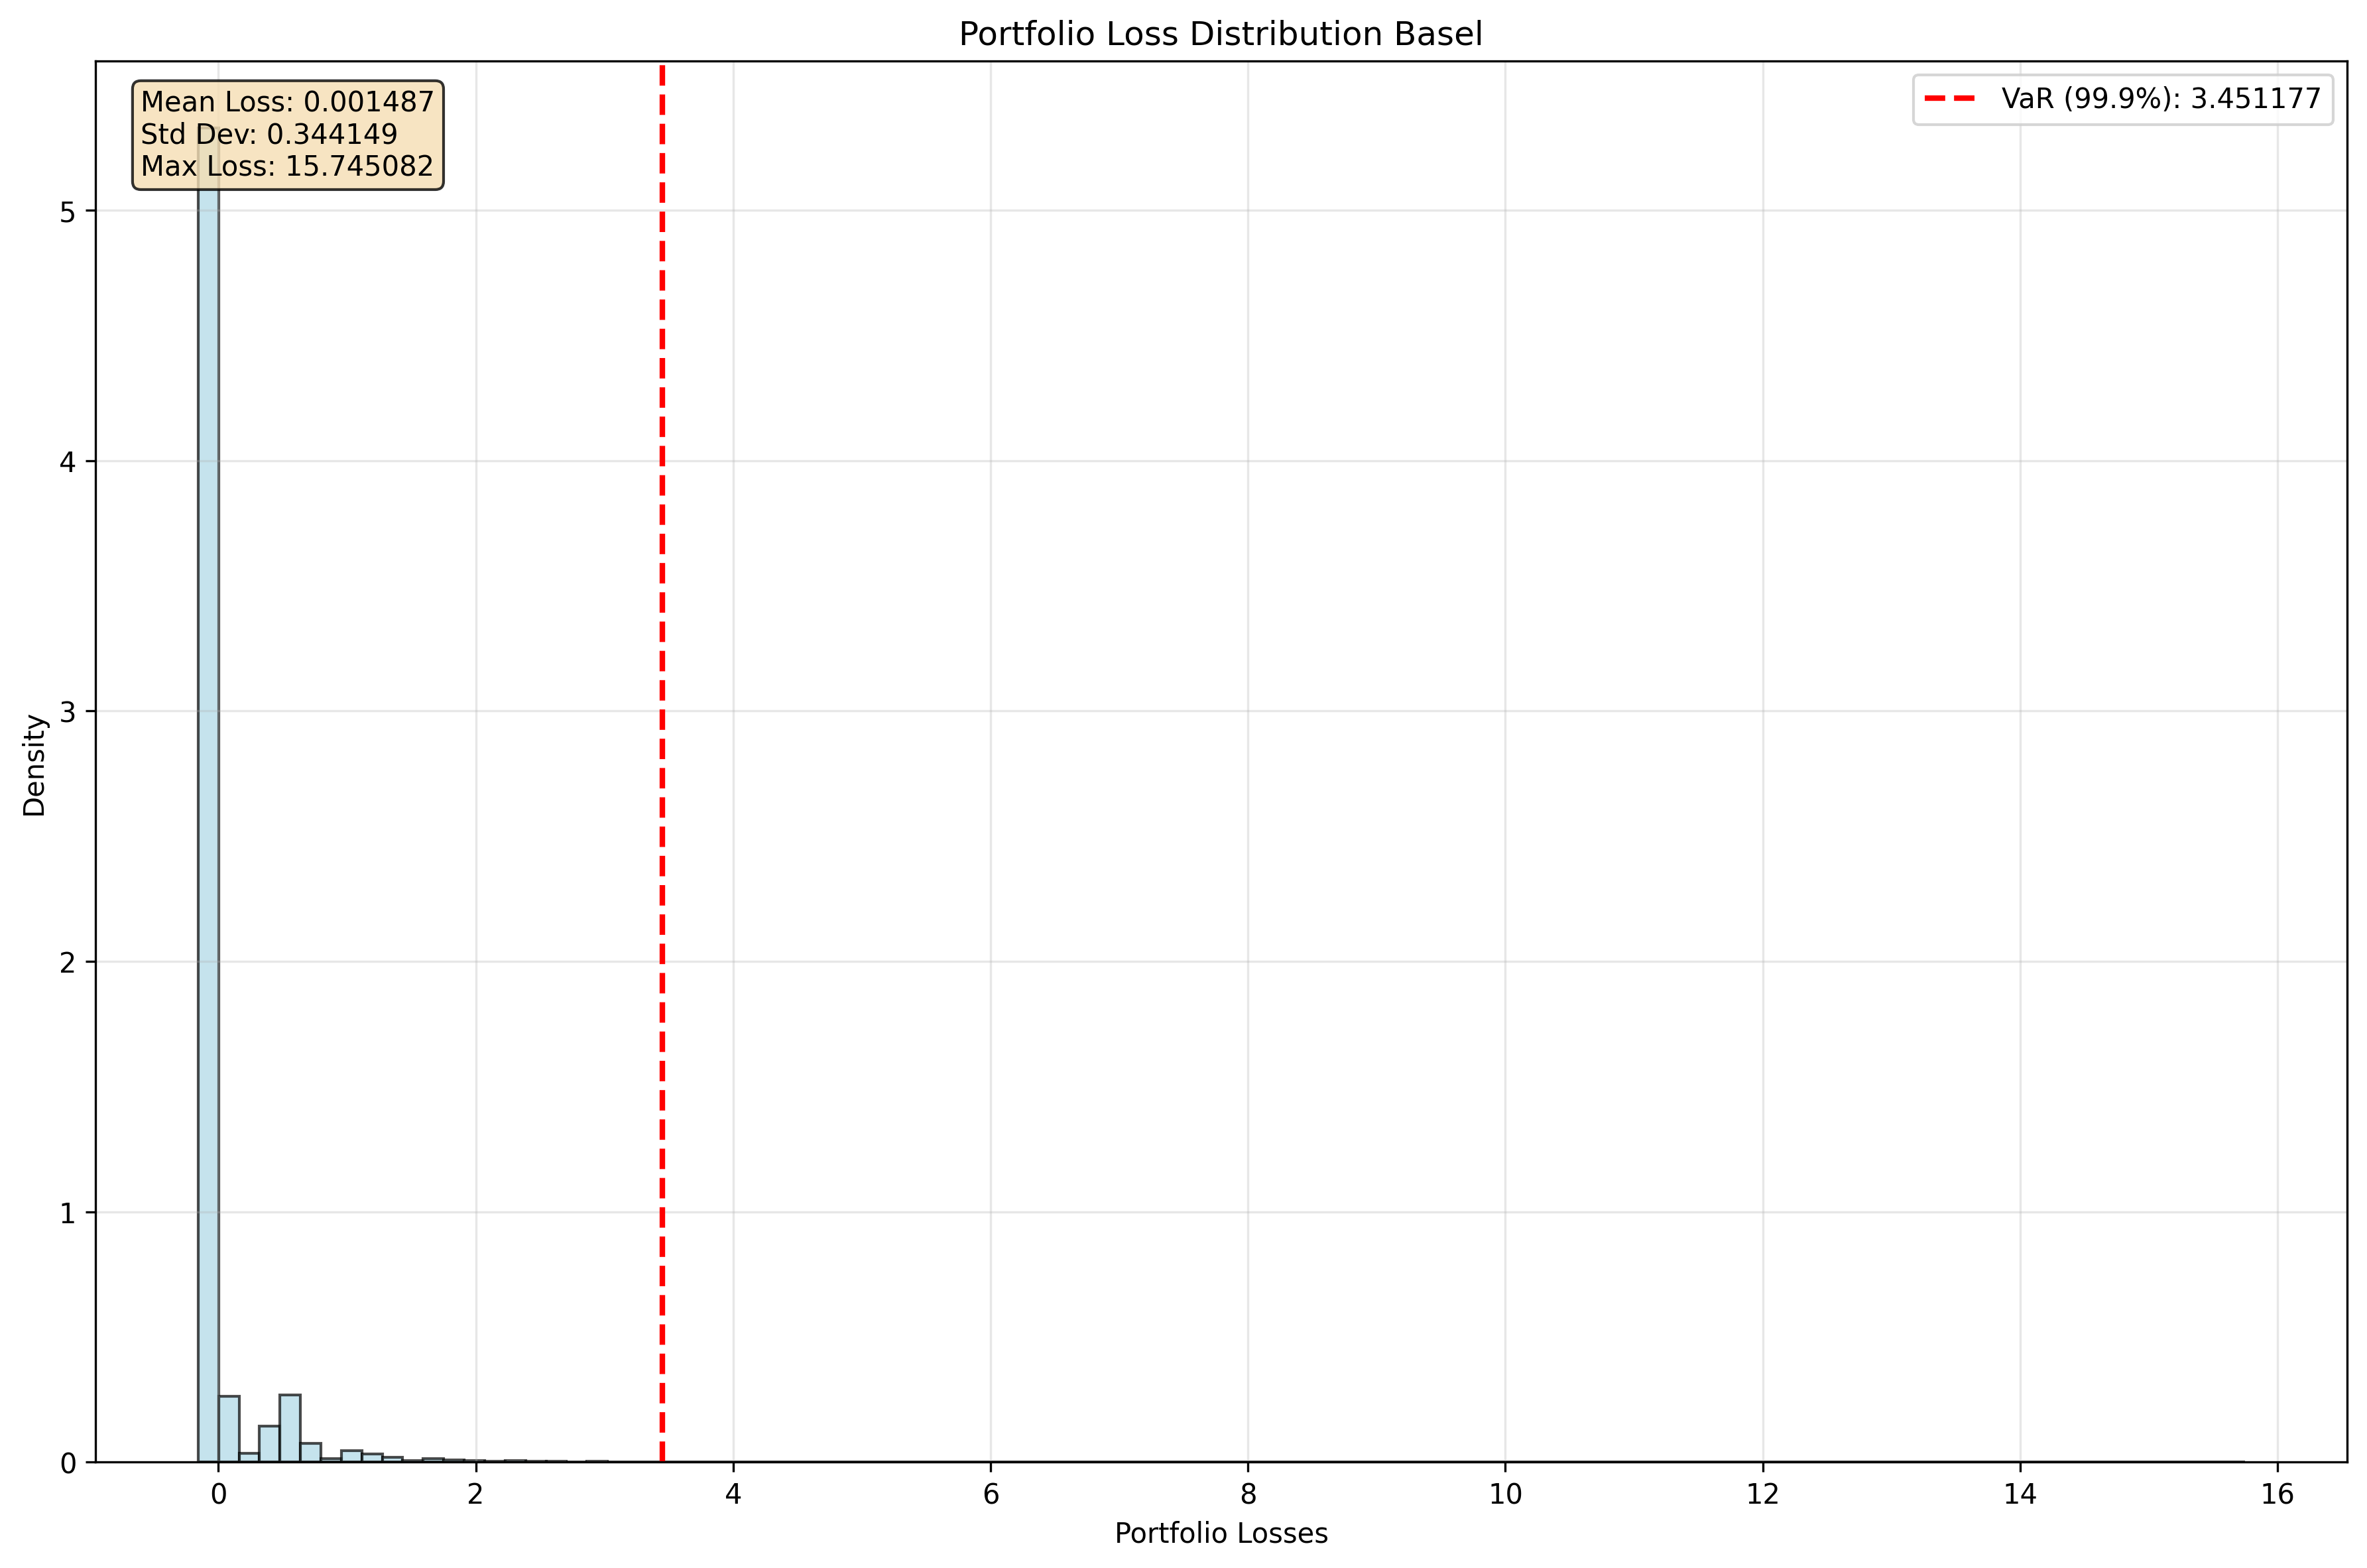 Portfolio Loss Distribution Basel
Mean Loss: 0.001487
Std Dev: 0.344149
Max Loss: 15.745082
VaR (99.9%): 3.451177
5
4
3
2
1
0
Density
0 2 4 6 8 10 12 14 16
Portfolio Losses